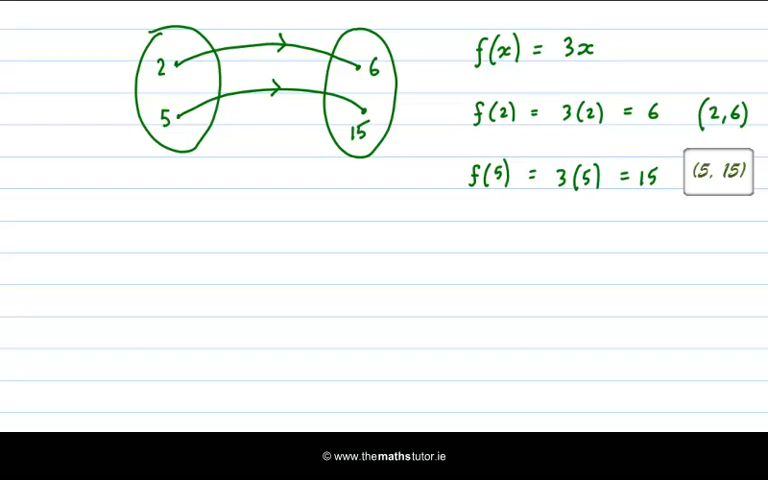 2 6 f(x) = 3x
5 15 f(2) = 3(2) = 6 (2,6)
f(5) = 3(5) = 15 (5, 15)
© www.themathstutor.ie